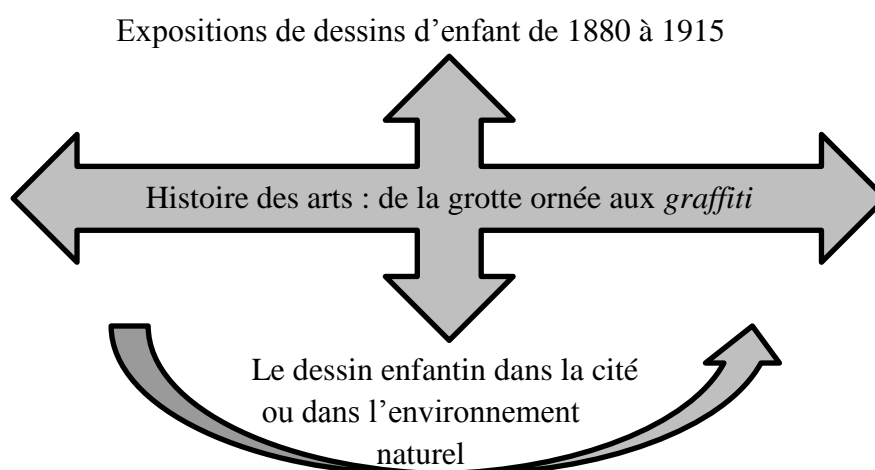 Expositions de dessins d’enfant de 1880 à 1915
Histoire des arts : de la grotte ornée aux graffiti
Le dessin enfantin dans la cité
ou dans l’environnement
naturel